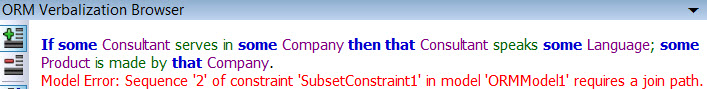 ORM Verbalization Browser
If some Consultant serves in some Company then that Consultant speaks some Language; some
Product is made by that Company.
Model Error: Sequence '2' of constraint 'SubsetConstraint1' in model 'ORMModel1' requires a join path.